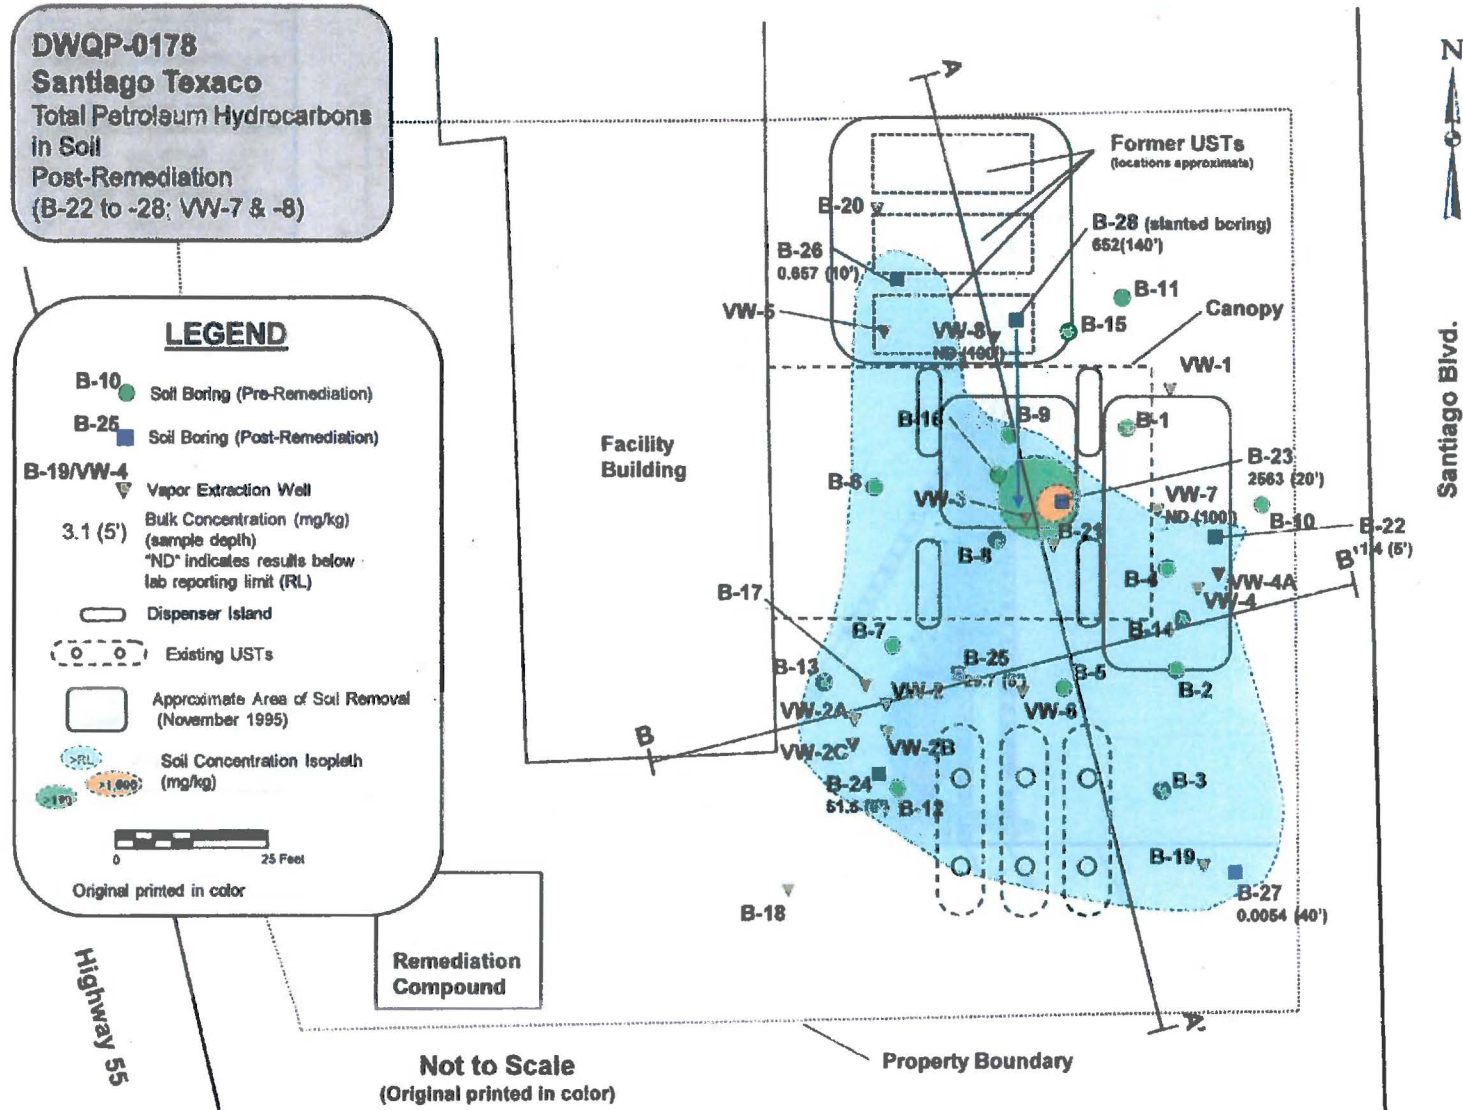 DWQP-0178
Santiago Texaco
Total Petroleum Hydrocarbons
in Soil
Post-Remediation
(B-22 to -28; VW-7 & -8)
LEGEND
B-10
Soil Boring (Pre-Remediation)
B-25
Soil Boring (Post-Remediation)
B-19/VW-4
Vapor Extraction Well
3.1 (5')
Bulk Concentration (mg/kg)
(sample depth)
"ND" indicates results below
lab reporting limit (RL)
Dispenser Island
Existing USTs
Approximate Area of Soil Removal
(November 1995)
Soil Concentration Isopleth
(mg/kg)
>RL
>100
>1,000
0
25 Feet
Original printed in color
Highway 55
Remediation
Compound
Not to Scale
(Original printed in color)
Property Boundary
Facility
Building
Former USTs
(locations approximate)
B-28 (slanted boring)
652(140')
Canopy
Santiago Blvd.
N
A
A'
B
B'
B-20
B-26
0.657 (10')
VW-5
VW-8
ND (100')
B-11
B-15
VW-1
B-16
B-9
B-1
B-23
2563 (20')
B-6
VW-3
B-21
B-8
VW-7
ND (100')
B-10
B-22
1.4 (5')
B-4
VW-4A
VW-4
B-14
B-17
B-7
B-13
B-25
B-5
B-2
VW-2
VW-2A
VW-6
VW-2C
VW-2B
B-24
B-12
B-3
B-19
B-18
B-27
0.0054 (40')